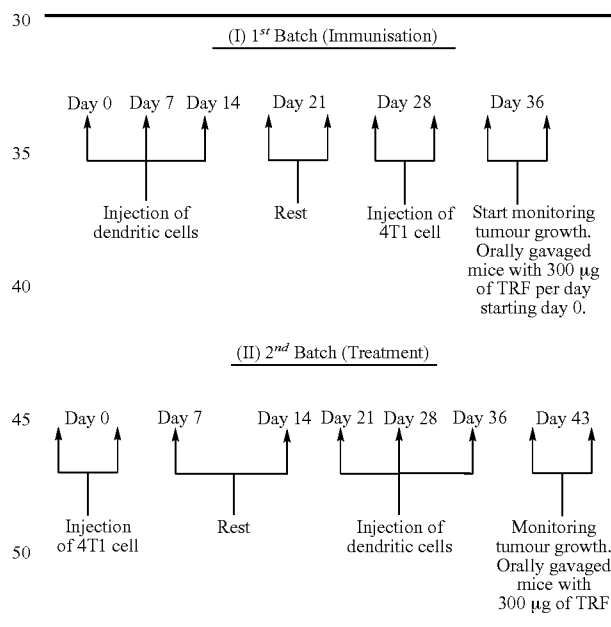 30
(I) 1st Batch (Immunisation)
Day 0 Day 7 Day 14 Day 21 Day 28 Day 36
35
Injection of
dendritic cells
Rest
Injection of
4T1 cell
Start monitoring
tumour growth.
Orally gavaged
mice with 300 µg
of TRF per day
starting day 0.
40
(II) 2nd Batch (Treatment)
45
Day 0 Day 7 Day 14 Day 21 Day 28 Day 36 Day 43
Injection
of 4T1 cell
Rest
Injection of
dendritic cells
Monitoring
tumour growth.
Orally gavaged
mice with
300 µg of TRF
50